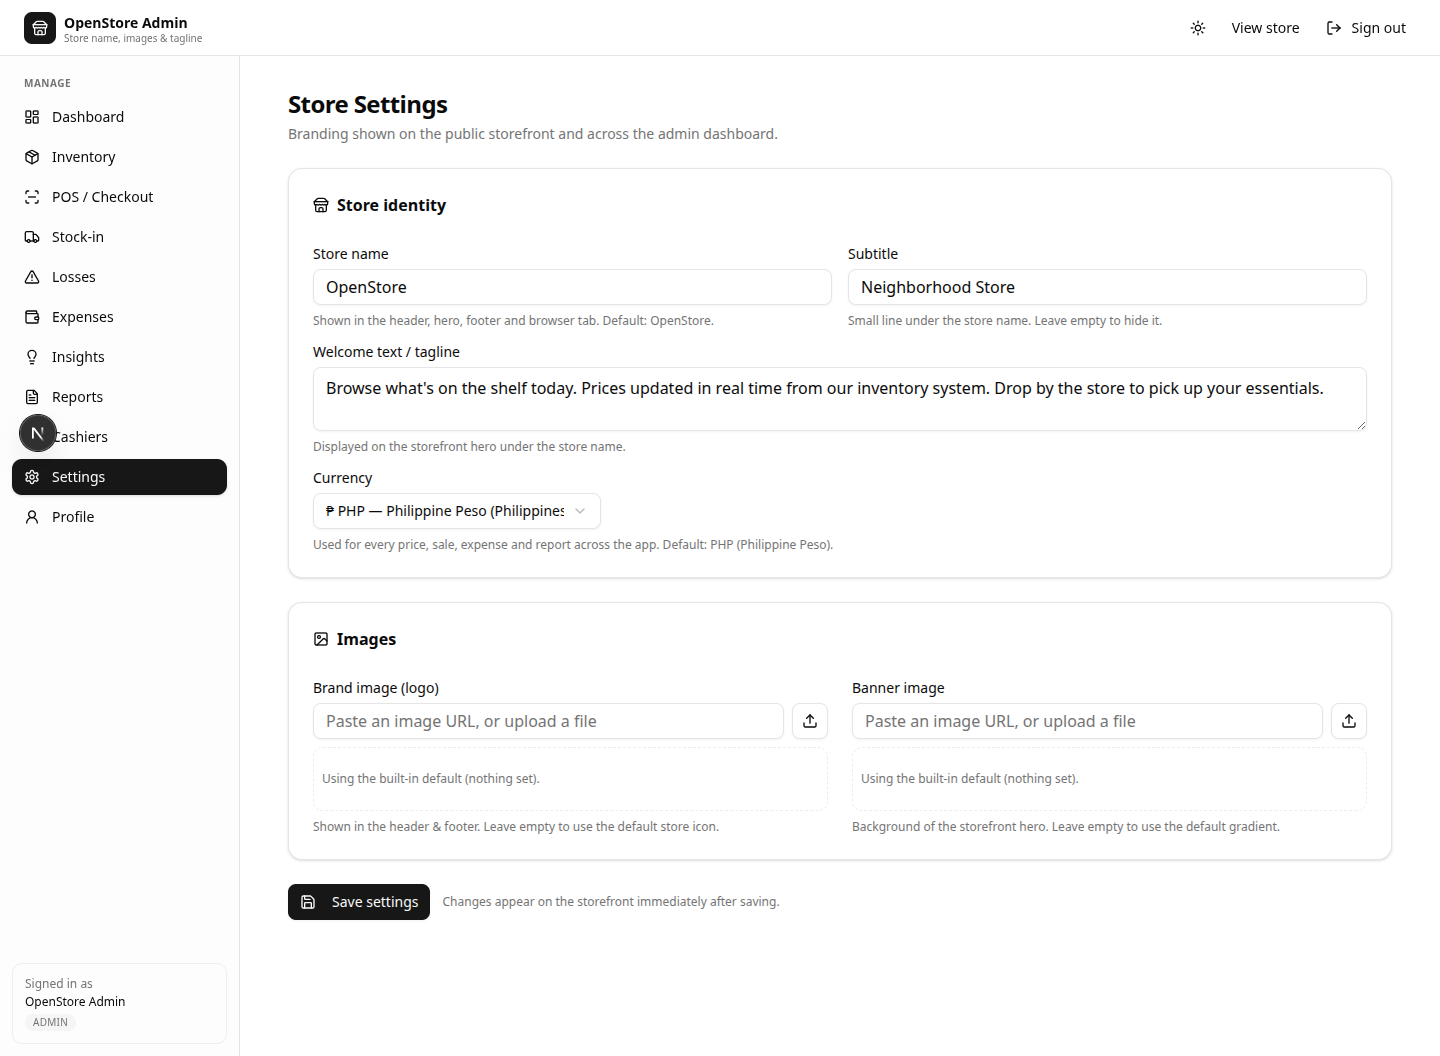 OpenStore Admin
Store name, images & tagline
View store
Sign out
MANAGE
Dashboard
Inventory
POS / Checkout
Stock-in
Losses
Expenses
Insights
Reports
N
Cashiers
Settings
Profile
Signed in as
OpenStore Admin
ADMIN
Store Settings
Branding shown on the public storefront and across the admin dashboard.
Store identity
Store name
OpenStore
Shown in the header, hero, footer and browser tab. Default: OpenStore.
Subtitle
Neighborhood Store
Small line under the store name. Leave empty to hide it.
Welcome text / tagline
Browse what's on the shelf today. Prices updated in real time from our inventory system. Drop by the store to pick up your essentials.
Displayed on the storefront hero under the store name.
Currency
₱ PHP — Philippine Peso (Philippines
Used for every price, sale, expense and report across the app. Default: PHP (Philippine Peso).
Images
Brand image (logo)
Paste an image URL, or upload a file
Using the built-in default (nothing set).
Shown in the header & footer. Leave empty to use the default store icon.
Banner image
Paste an image URL, or upload a file
Using the built-in default (nothing set).
Background of the storefront hero. Leave empty to use the default gradient.
Save settings
Changes appear on the storefront immediately after saving.